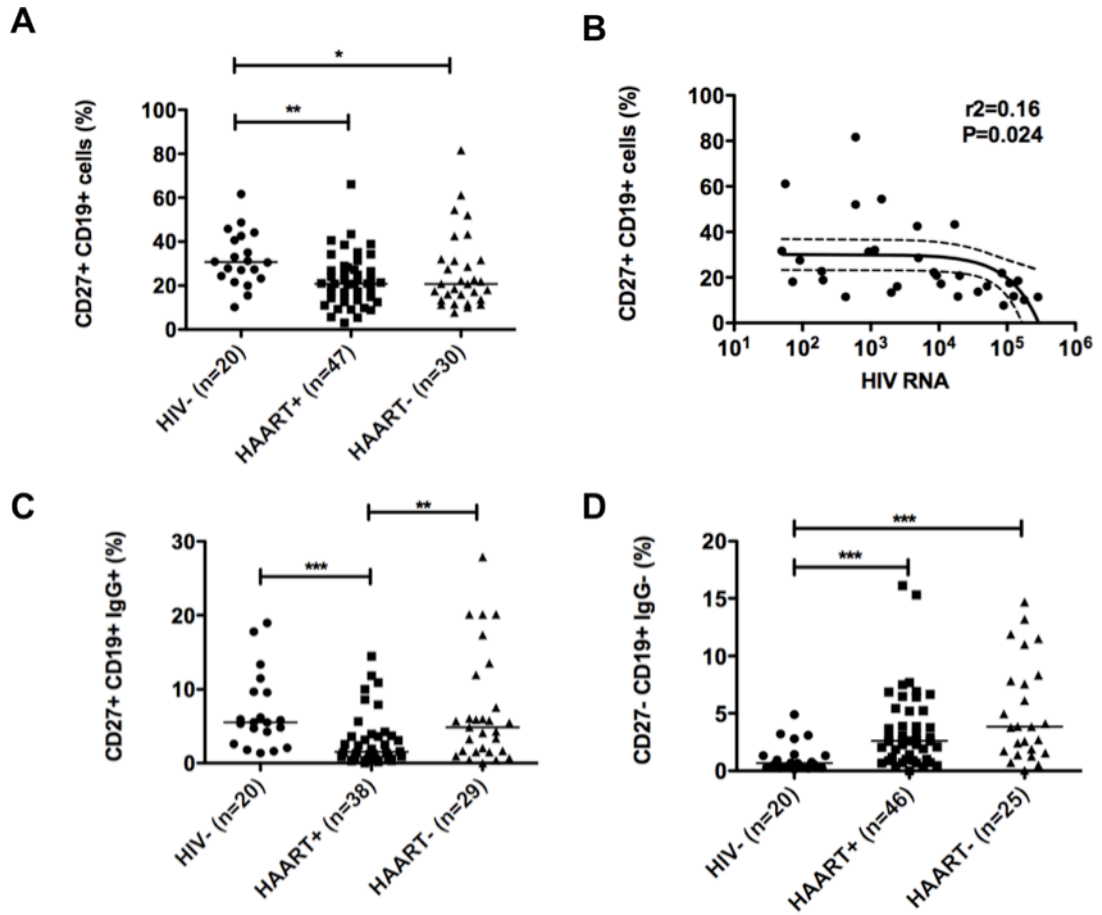 A
CD27+ CD19+ cells (%)
100
80
60
40
20
0
*
**
HIV- (n=20)
HAART+ (n=47)
HAART- (n=30)
B
CD27+ CD19+ cells (%)
100
80
60
40
20
0
r2=0.16
P=0.024
10¹ 10² 10³ 10⁴ 10⁵ 10⁶
HIV RNA
C
CD27+ CD19+ IgG+ (%)
30
20
10
0
**
***
HIV- (n=20)
HAART+ (n=38)
HAART- (n=29)
D
CD27- CD19+ IgG- (%)
20
15
10
5
0
***
***
HIV- (n=20)
HAART+ (n=46)
HAART- (n=25)